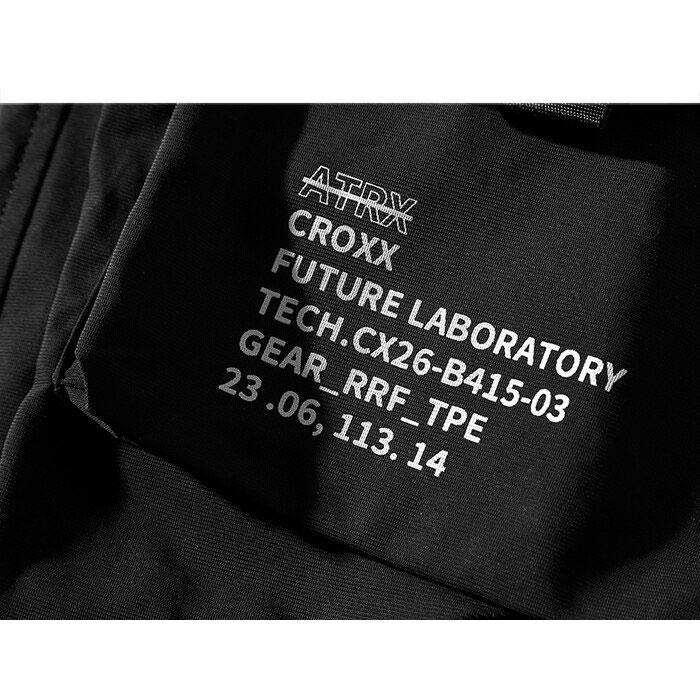 ATRX
CROXX
FUTURE LABORATORY
TECH.CX26-B415-03
GEAR_RRF_TPE
23 .06, 113. 14